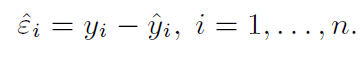 ε̂ᵢ = yᵢ − ŷᵢ, i = 1, . . . , n.